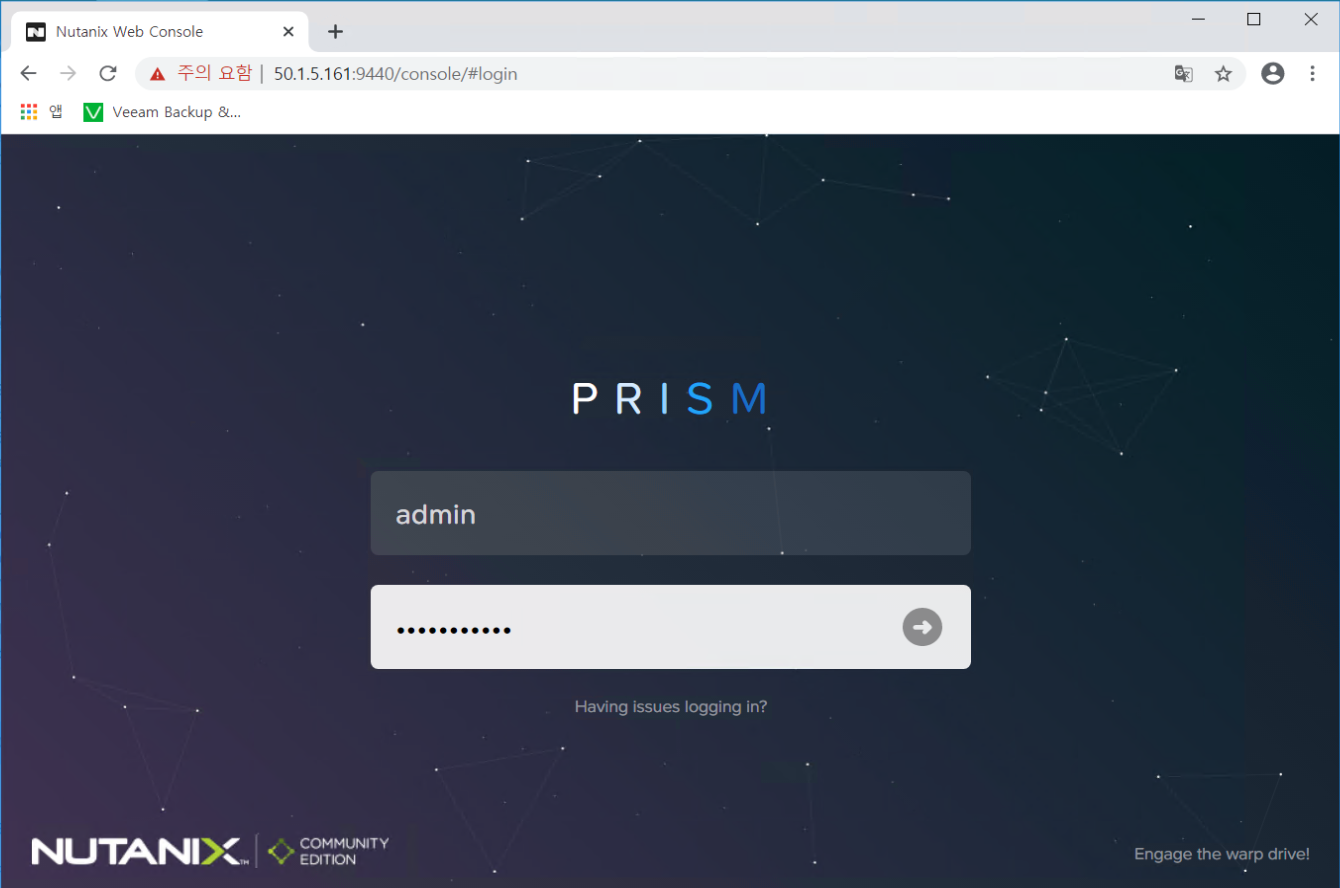 Nutanix Web Console
주의 요함 | 50.1.5.161:9440/console/#login
앱 Veeam Backup &...
PRISM
admin
•••••••••••
Having issues logging in?
NUTANIX™ COMMUNITY
EDITION
Engage the warp drive!